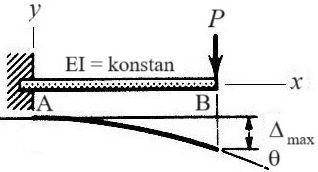 y
P
EI = konstan
x
A
B
Δmax
θ